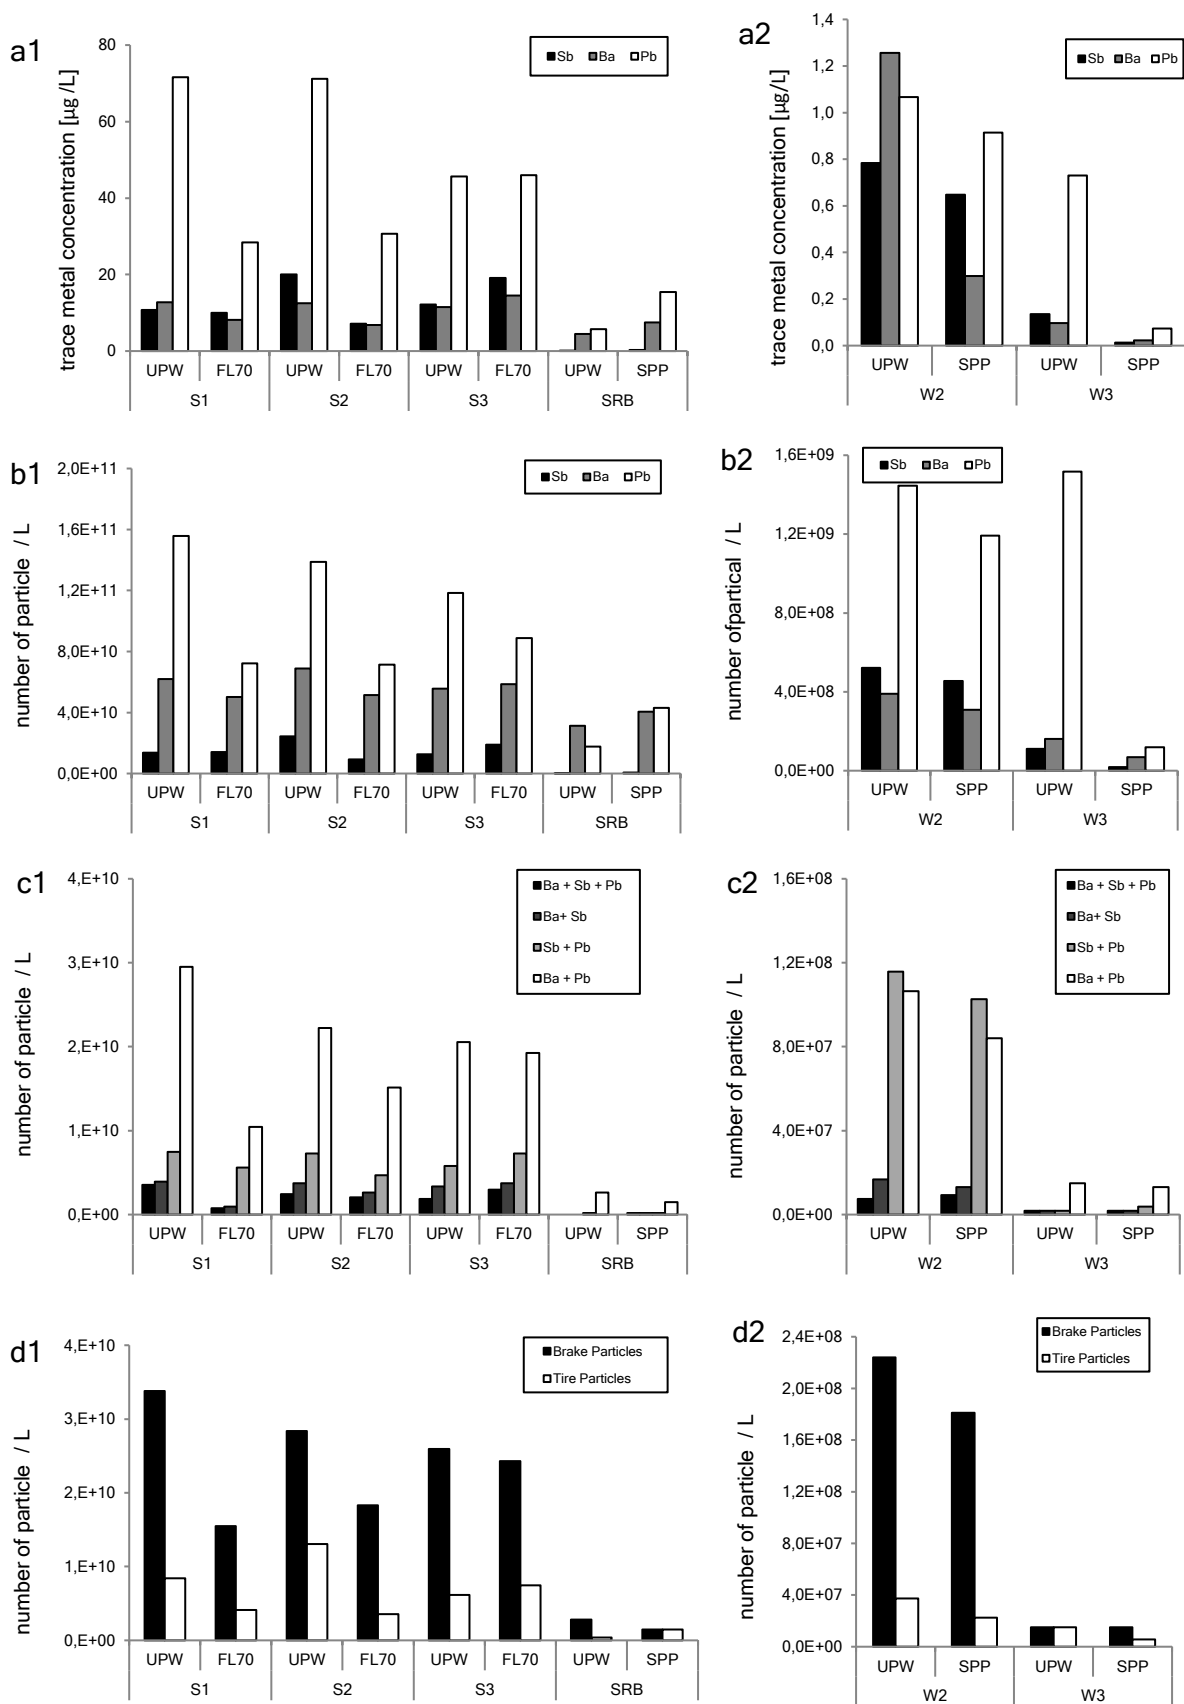 a1
trace metal concentration [µg /L]
80
60
40
20
0
Sb Ba Pb
UPW FL70 UPW FL70 UPW FL70 UPW SPP
S1 S2 S3 SRB
a2
trace metal concentration [µg/L]
1,4
1,2
1,0
0,8
0,6
0,4
0,2
0,0
Sb Ba Pb
UPW SPP UPW SPP
W2 W3
b1
number of particle / L
2,0E+11
1,6E+11
1,2E+11
8,0E+10
4,0E+10
0,0E+00
Sb Ba Pb
UPW FL70 UPW FL70 UPW FL70 UPW SPP
S1 S2 S3 SRB
b2
number ofpartical / L
1,6E+09
1,2E+09
8,0E+08
4,0E+08
0,0E+00
Sb Ba Pb
UPW SPP UPW SPP
W2 W3
c1
number of particle / L
4,E+10
3,E+10
2,E+10
1,E+10
0,E+00
Ba + Sb + Pb
Ba+ Sb
Sb + Pb
Ba + Pb
UPW FL70 UPW FL70 UPW FL70 UPW SPP
S1 S2 S3 SRB
c2
number of particle / L
1,6E+08
1,2E+08
8,0E+07
4,0E+07
0,0E+00
Ba + Sb + Pb
Ba+ Sb
Sb + Pb
Ba + Pb
UPW SPP UPW SPP
W2 W3
d1
number of particle / L
4,E+10
3,E+10
2,E+10
1,E+10
0,E+00
Brake Particles
Tire Particles
UPW FL70 UPW FL70 UPW FL70 UPW SPP
S1 S2 S3 SRB
d2
number of particle / L
2,4E+08
2,0E+08
1,6E+08
1,2E+08
8,0E+07
4,0E+07
0,0E+00
Brake Particles
Tire Particles
UPW SPP UPW SPP
W2 W3